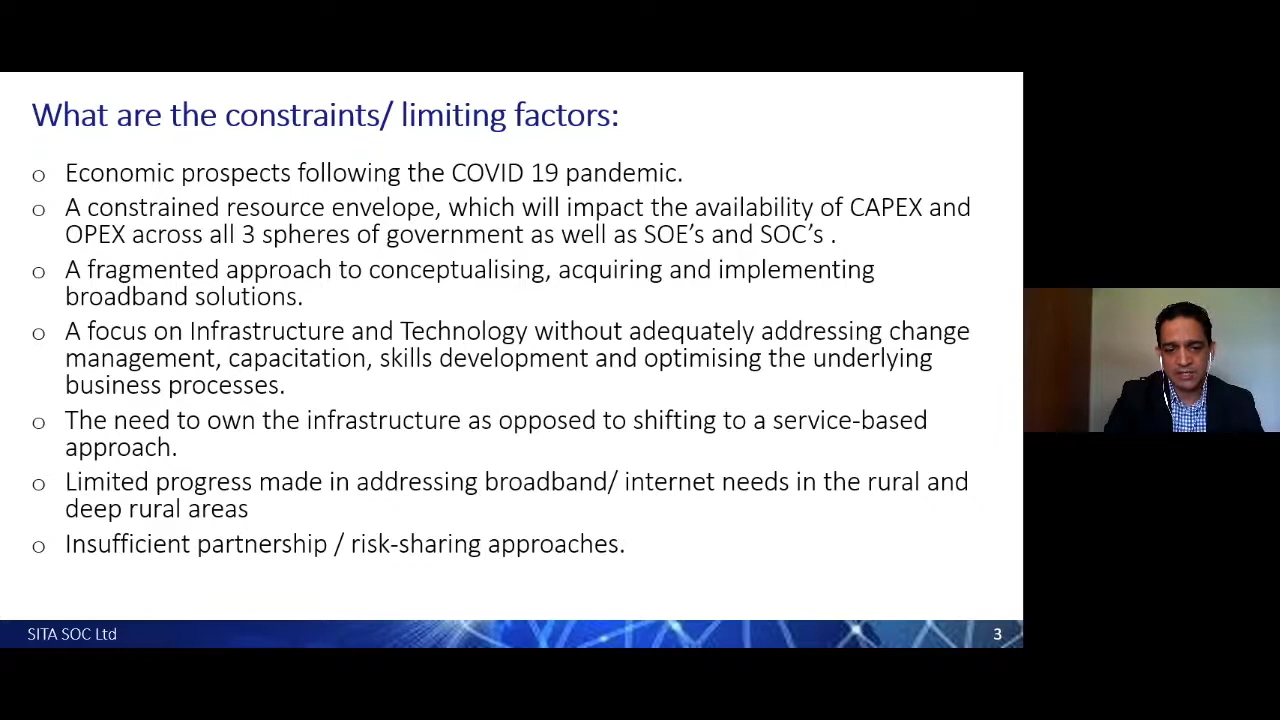 What are the constraints/ limiting factors:
o Economic prospects following the COVID 19 pandemic.
o A constrained resource envelope, which will impact the availability of CAPEX and
OPEX across all 3 spheres of government as well as SOE’s and SOC’s .
o A fragmented approach to conceptualising, acquiring and implementing
broadband solutions.
o A focus on Infrastructure and Technology without adequately addressing change
management, capacitation, skills development and optimising the underlying
business processes.
o The need to own the infrastructure as opposed to shifting to a service-based
approach.
o Limited progress made in addressing broadband/ internet needs in the rural and
deep rural areas
o Insufficient partnership / risk-sharing approaches.
SITA SOC Ltd
3